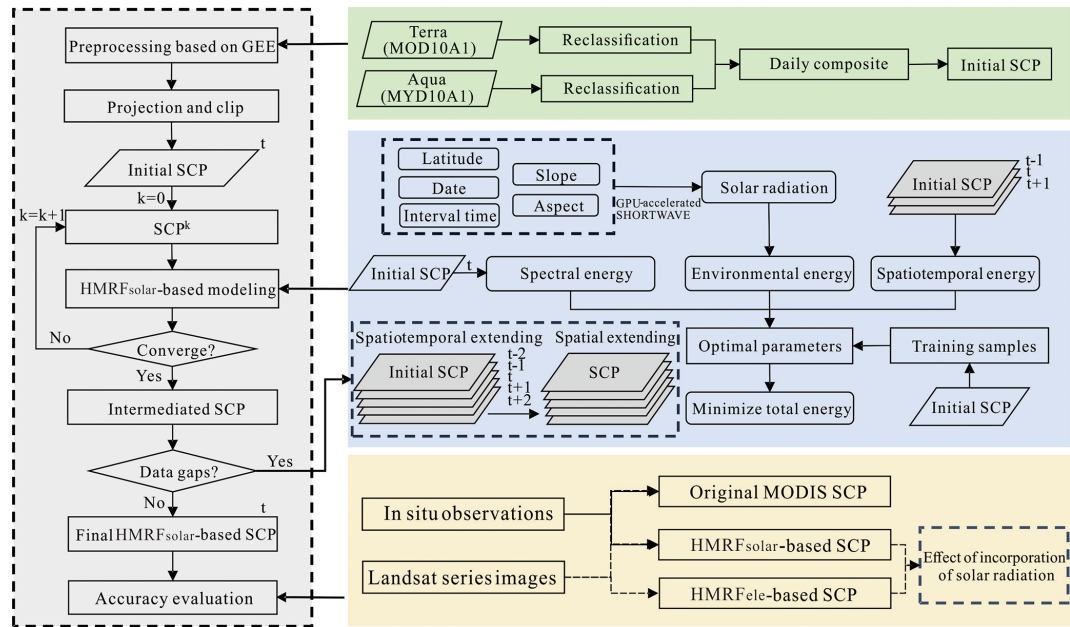 Preprocessing based on GEE
Projection and clip
t
Initial SCP
k=0
k=k+1
SCPᵏ
HMRFsolar-based modeling
No
Converge?
Yes
Intermediated SCP
Data gaps?
Yes
No
t
Final HMRFsolar-based SCP
Accuracy evaluation
Terra
(MOD10A1)
Reclassification
Aqua
(MYD10A1)
Reclassification
Daily composite
Initial SCP
Latitude
Date
Interval time
Slope
Aspect
GPU-accelerated
SHORTWAVE
Solar radiation
Initial SCP
t-1
t
t+1
Initial SCP
t
Spectral energy
Environmental energy
Spatiotemporal energy
Spatiotemporal extending
Spatial extending
Initial SCP
t-2
t-1
t
t+1
t+2
SCP
Optimal parameters
Training samples
Minimize total energy
Initial SCP
In situ observations
Landsat series images
Original MODIS SCP
HMRFsolar-based SCP
HMRFele-based SCP
Effect of incorporation
of solar radiation